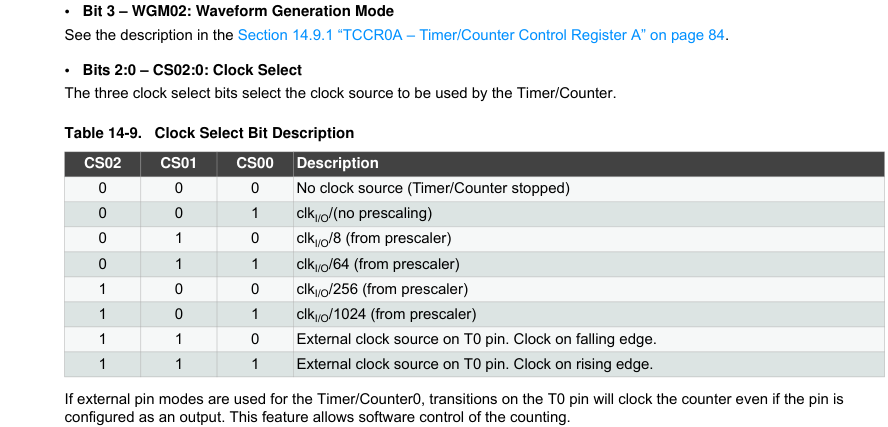 • Bit 3 – WGM02: Waveform Generation Mode
See the description in the Section 14.9.1 “TCCR0A – Timer/Counter Control Register A” on page 84.
• Bits 2:0 – CS02:0: Clock Select
The three clock select bits select the clock source to be used by the Timer/Counter.
Table 14-9. Clock Select Bit Description
CS02 CS01 CS00 Description
0 0 0 No clock source (Timer/Counter stopped)
0 0 1 clkI/O/(no prescaling)
0 1 0 clkI/O/8 (from prescaler)
0 1 1 clkI/O/64 (from prescaler)
1 0 0 clkI/O/256 (from prescaler)
1 0 1 clkI/O/1024 (from prescaler)
1 1 0 External clock source on T0 pin. Clock on falling edge.
1 1 1 External clock source on T0 pin. Clock on rising edge.
If external pin modes are used for the Timer/Counter0, transitions on the T0 pin will clock the counter even if the pin is
configured as an output. This feature allows software control of the counting.